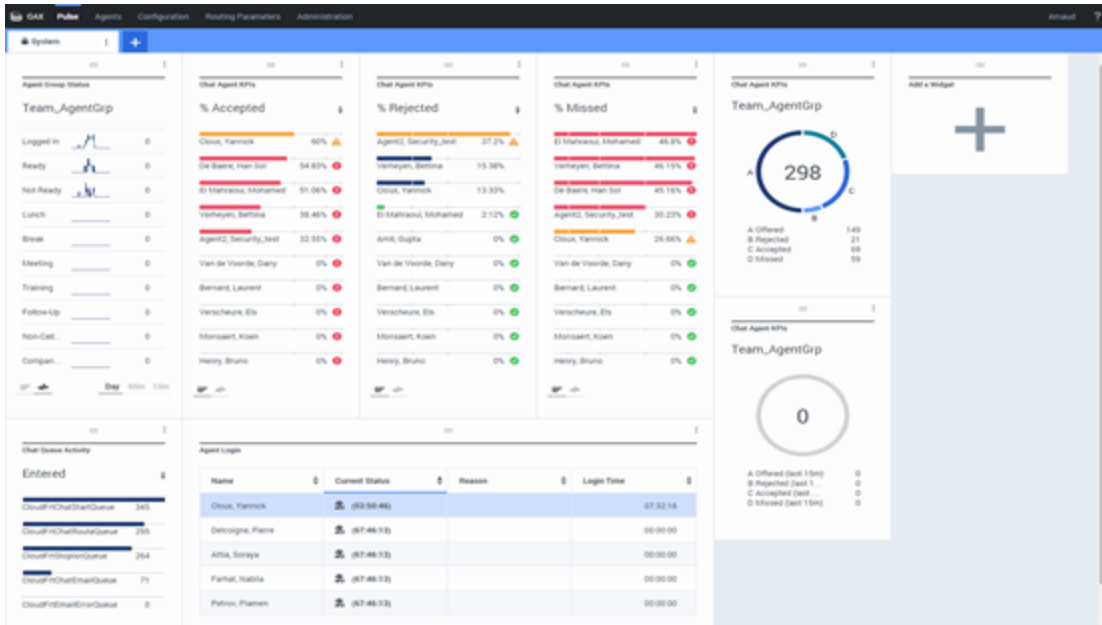 GAX Pulse Agents Configuration Routing Parameters Administration Arnaud ?
System +
Agent Group Status
Team_AgentGrp
Logged In 0
Ready 0
Not Ready 0
Lunch 0
Break 0
Meeting 0
Training 0
Follow-Up 0
Non-Call... 0
Compan... 0
Day 60m 15m
Chat Agent KPIs
% Accepted
Cloux, Yannick 60%
De Baere, Han Sol 54.83%
El Mahraoui, Mohamed 51.06%
Verheyen, Bettina 38.46%
Agent2, Security_test 32.55%
Van de Voorde, Dany 0%
Bernard, Laurent 0%
Verscheure, Els 0%
Monsaert, Koen 0%
Henry, Bruno 0%
Chat Agent KPIs
% Rejected
Agent2, Security_test 37.2%
Verheyen, Bettina 15.38%
Cloux, Yannick 13.33%
El Mahraoui, Mohamed 2.12%
Amit, Gupta 0%
Van de Voorde, Dany 0%
Bernard, Laurent 0%
Verscheure, Els 0%
Monsaert, Koen 0%
Henry, Bruno 0%
Chat Agent KPIs
% Missed
El Mahraoui, Mohamed 46.8%
Verheyen, Bettina 46.15%
De Baere, Han Sol 45.16%
Agent2, Security_test 30.23%
Cloux, Yannick 26.66%
Van de Voorde, Dany 0%
Bernard, Laurent 0%
Verscheure, Els 0%
Monsaert, Koen 0%
Henry, Bruno 0%
Chat Agent KPIs
Team_AgentGrp
D
A 298
C
B
A Offered 149
B Rejected 21
C Accepted 69
D Missed 59
Add a Widget
Chat Agent KPIs
Team_AgentGrp
0
A Offered (last 15m) 0
B Rejected (last 1... 0
C Accepted (last ... 0
D Missed (last 15m) 0
Chat Queue Activity
Entered
CloudFrtChatStartQueue 345
CloudFrtChatRouteQueue 295
264
CloudFrtChatEmailQueue 71
CloudFrtEmailErrorQueue 0
Agent Login
Name Current Status Reason Login Time
Cloux, Yannick (03:50:46) 07:32:16
Delcoigne, Pierre (67:46:13) 00:00:00
Attia, Soraya (67:46:13) 00:00:00
Farhat, Nabila (67:46:13) 00:00:00
Petrov, Plamen (67:46:13) 00:00:00